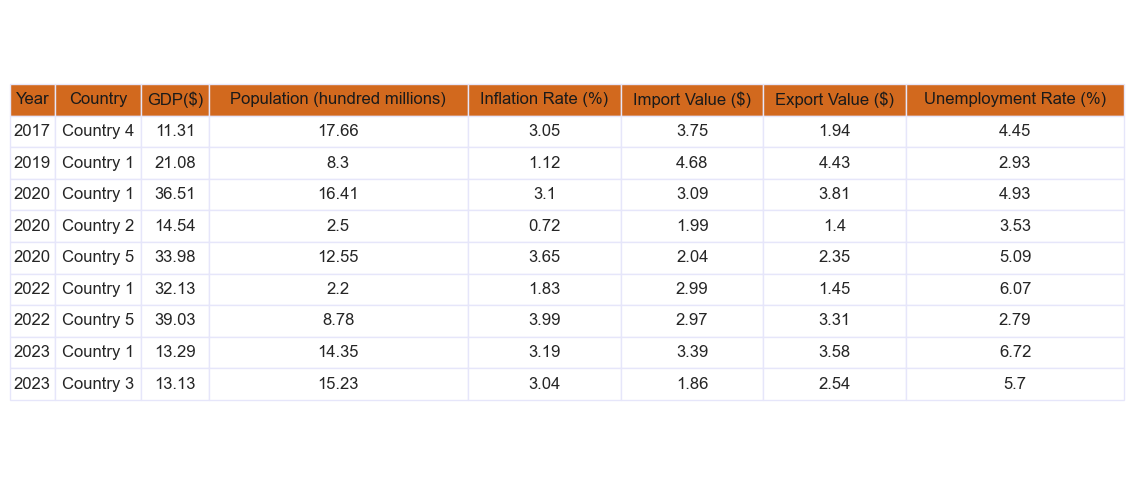 Year Country GDP($) Population (hundred millions) Inflation Rate (%) Import Value ($) Export Value ($) Unemployment Rate (%)
2017 Country 4 11.31 17.66 3.05 3.75 1.94 4.45
2019 Country 1 21.08 8.3 1.12 4.68 4.43 2.93
2020 Country 1 36.51 16.41 3.1 3.09 3.81 4.93
2020 Country 2 14.54 2.5 0.72 1.99 1.4 3.53
2020 Country 5 33.98 12.55 3.65 2.04 2.35 5.09
2022 Country 1 32.13 2.2 1.83 2.99 1.45 6.07
2022 Country 5 39.03 8.78 3.99 2.97 3.31 2.79
2023 Country 1 13.29 14.35 3.19 3.39 3.58 6.72
2023 Country 3 13.13 15.23 3.04 1.86 2.54 5.7